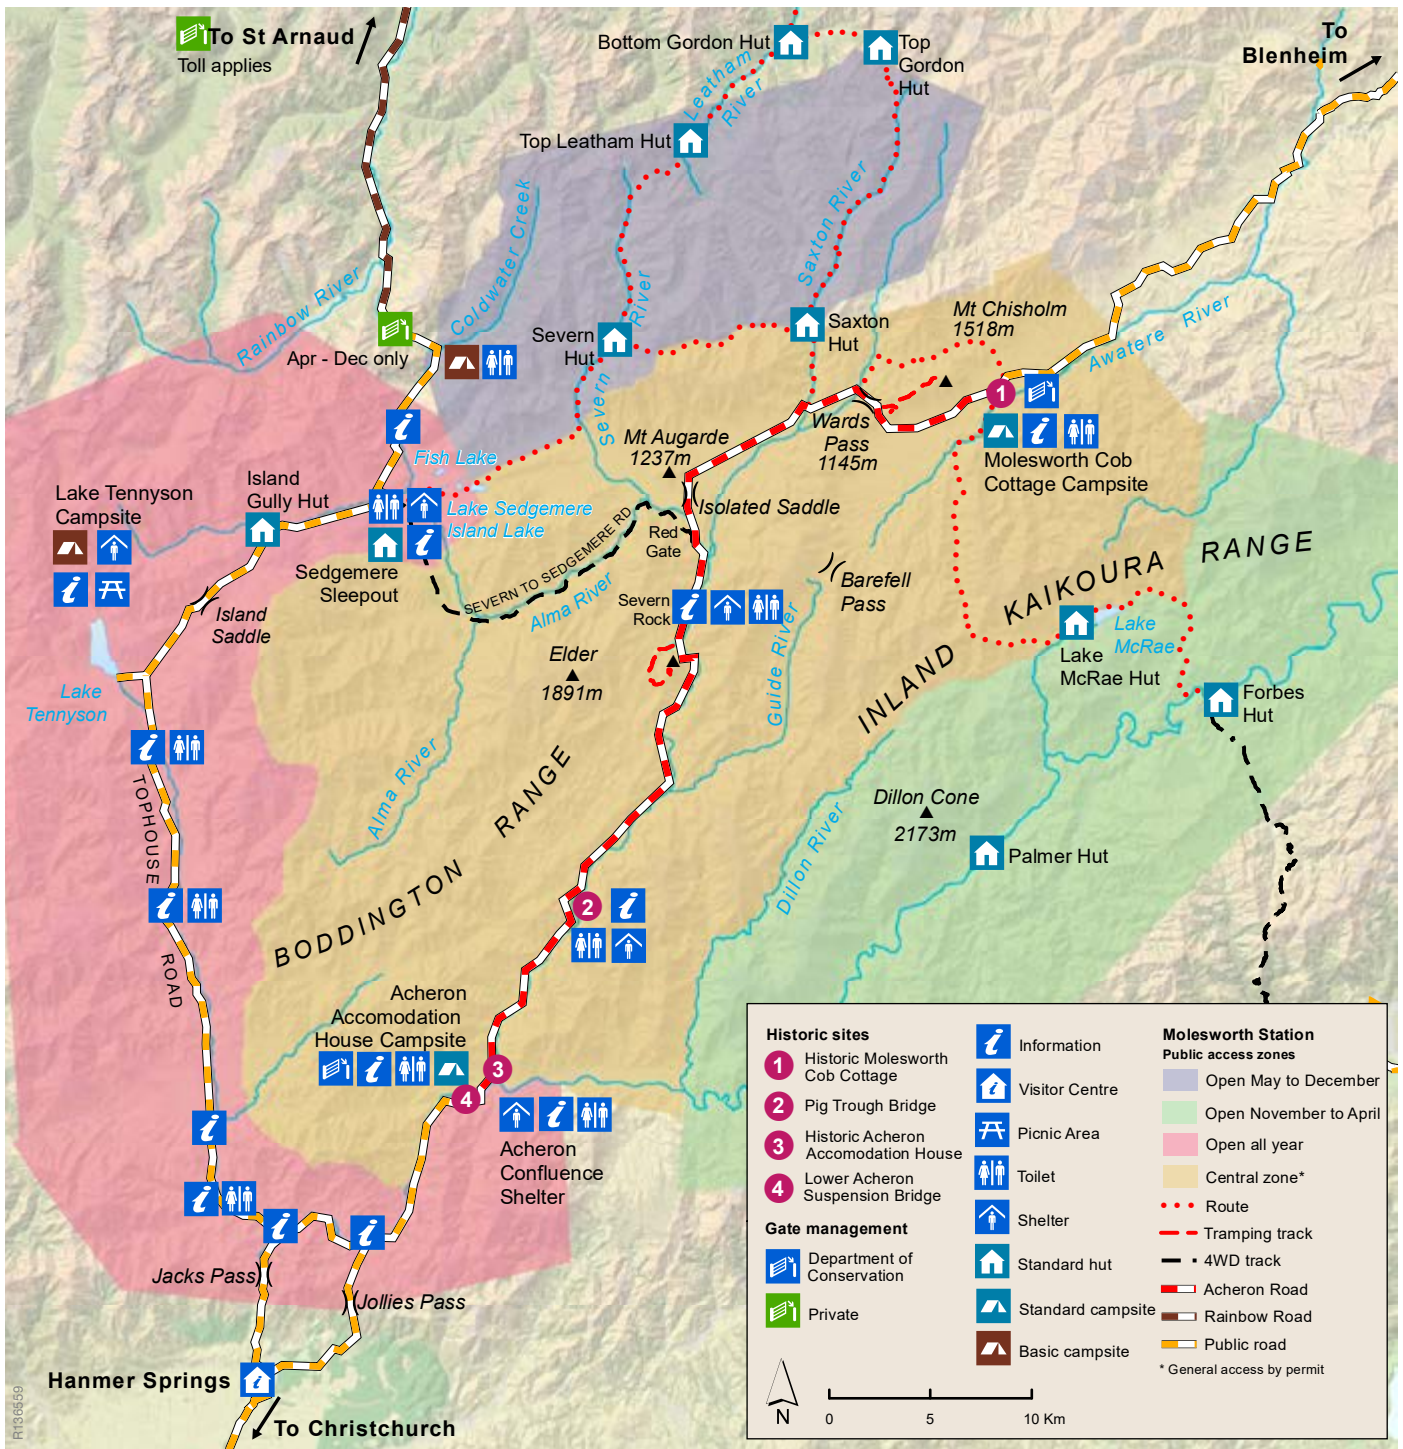 To St Arnaud
Toll applies
Bottom Gordon Hut
Top
Gordon
Hut
To
Blenheim
Leatham
River
Top Leatham Hut
Coldwater Creek
Saxton River
Rainbow River
River
Severn
Severn
Hut
Saxton
Hut
Mt Chisholm
1518m
Awatere River
Apr - Dec only
1
Wards
Pass
1145m
Mt Augarde
1237m
Molesworth Cob
Cottage Campsite
Fish Lake
Island
Gully Hut
Lake Tennyson
Campsite
Lake Sedgemere
Island Lake
Isolated Saddle
Red
Gate
SEVERN TO SEDGEMERE RD
Sedgemere
Sleepout
Alma River
Barefell
Pass
INLAND KAIKOURA RANGE
Severn
Rock
Island
Saddle
Guide River
Lake
McRae
Lake
McRae Hut
Elder
1891m
Forbes
Hut
Lake
Tennyson
Alma River
TOPHOUSE
ROAD
BODDINGTON RANGE
Dillon River
Dillon Cone
2173m
Palmer Hut
2
Acheron
Accomodation
House Campsite
3
4
Acheron
Confluence
Shelter
Jacks Pass
Jollies Pass
Hanmer Springs
To Christchurch
R136559
Historic sites
1 Historic Molesworth
Cob Cottage
2 Pig Trough Bridge
3 Historic Acheron
Accomodation House
4 Lower Acheron
Suspension Bridge
Gate management
Department of
Conservation
Private
N
Information
Visitor Centre
Picnic Area
Toilet
Shelter
Standard hut
Standard campsite
Basic campsite
0 5 10 Km
Molesworth Station
Public access zones
Open May to December
Open November to April
Open all year
Central zone*
Route
Tramping track
4WD track
Acheron Road
Rainbow Road
Public road
* General access by permit